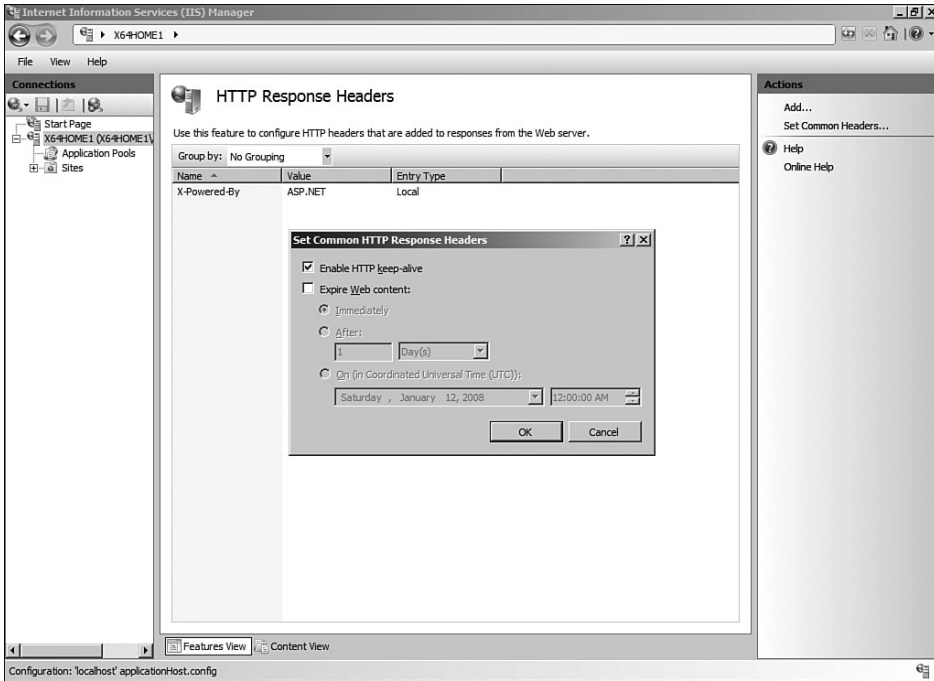 Internet Information Services (IIS) Manager
X64HOME1
File View Help
Connections
Start Page
X64HOME1 (X64HOME1\
Application Pools
Sites
HTTP Response Headers
Use this feature to configure HTTP headers that are added to responses from the Web server.
Group by: No Grouping
Name Value Entry Type
X-Powered-By ASP.NET Local
Set Common HTTP Response Headers
Enable HTTP keep-alive
Expire Web content:
Immediately
After:
1 Day(s)
On (in Coordinated Universal Time (UTC)):
Saturday , January 12, 2008 12:00:00 AM
OK Cancel
Actions
Add...
Set Common Headers...
Help
Online Help
Features View Content View
Configuration: 'localhost' applicationHost.config